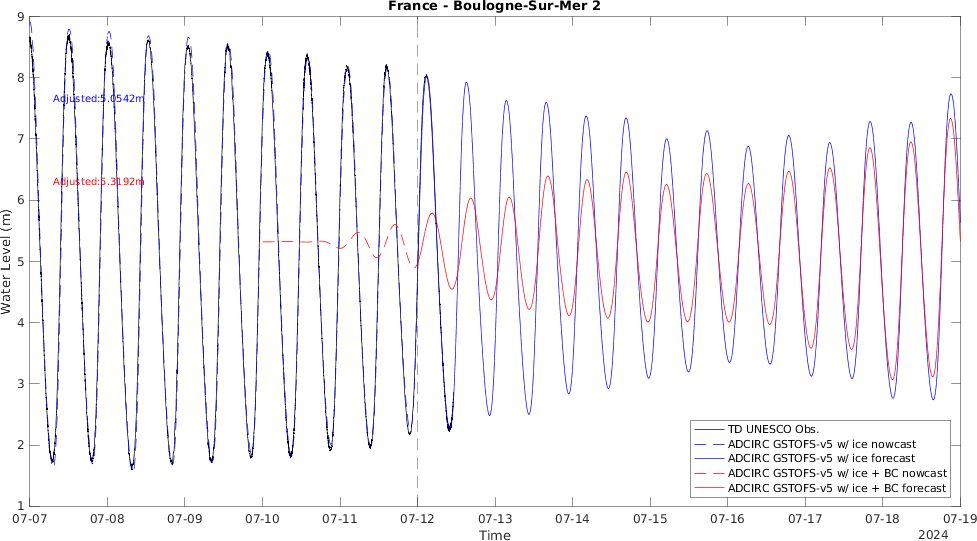 France - Boulogne-Sur-Mer 2
9
8
7
6
5
4
3
2
1
Water Level (m)
Adjusted:5.0542m
Adjusted:5.3192m
TD UNESCO Obs.
ADCIRC GSTOFS-v5 w/ ice nowcast
ADCIRC GSTOFS-v5 w/ ice forecast
ADCIRC GSTOFS-v5 w/ ice + BC nowcast
ADCIRC GSTOFS-v5 w/ ice + BC forecast
07-07 07-08 07-09 07-10 07-11 07-12 07-13 07-14 07-15 07-16 07-17 07-18 07-19
Time
2024